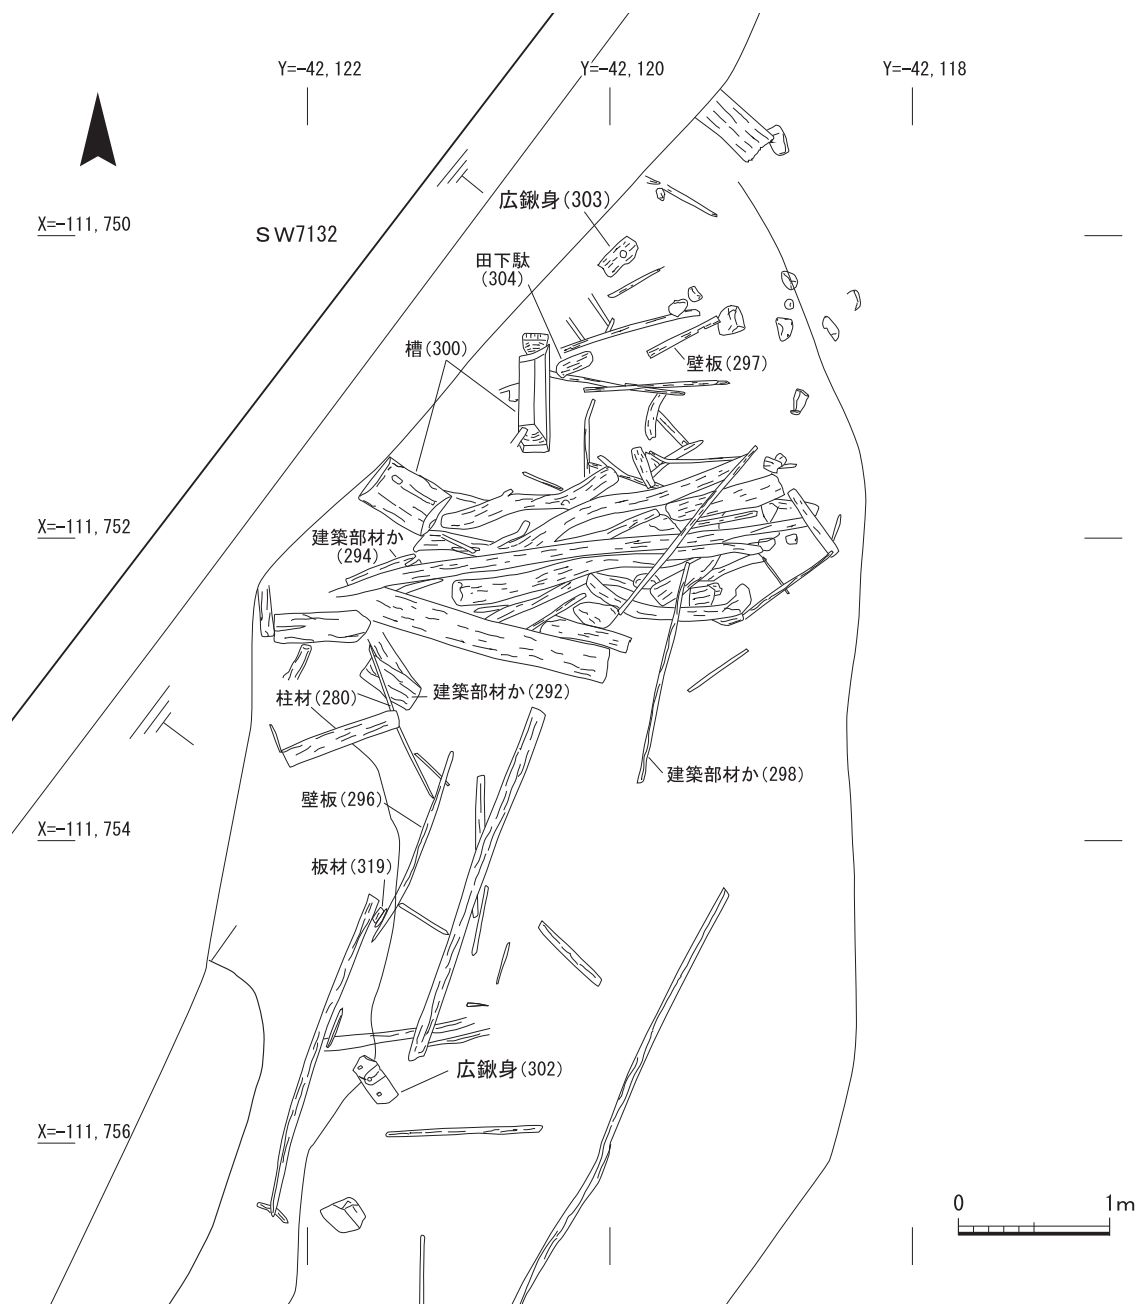 Y=-42,122
Y=-42,120
Y=-42,118
X=-111,750
SW7132
広鍬身(303)
田下駄
(304)
槽(300)
壁板(297)
X=-111,752
建築部材か
(294)
柱材(280)
建築部材か(292)
建築部材か(298)
壁板(296)
X=-111,754
板材(319)
広鍬身(302)
X=-111,756
0
1m